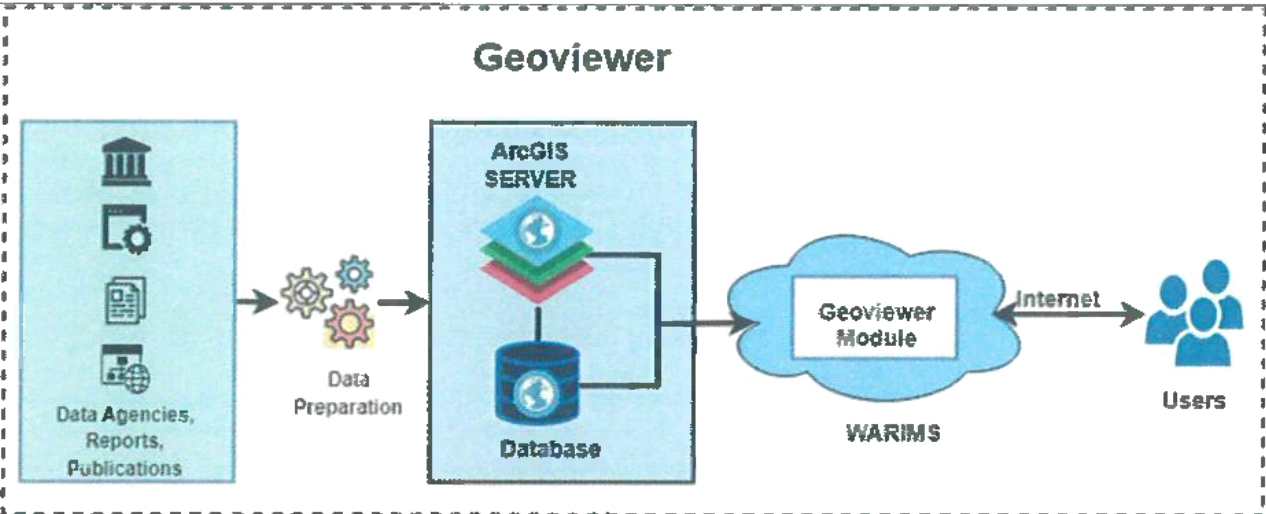 Geoviewer
Data Agencies,
Reports,
Publications
Data
Preparation
ArcGIS
SERVER
Database
Geoviewer
Module
WARIMS
Internet
Users